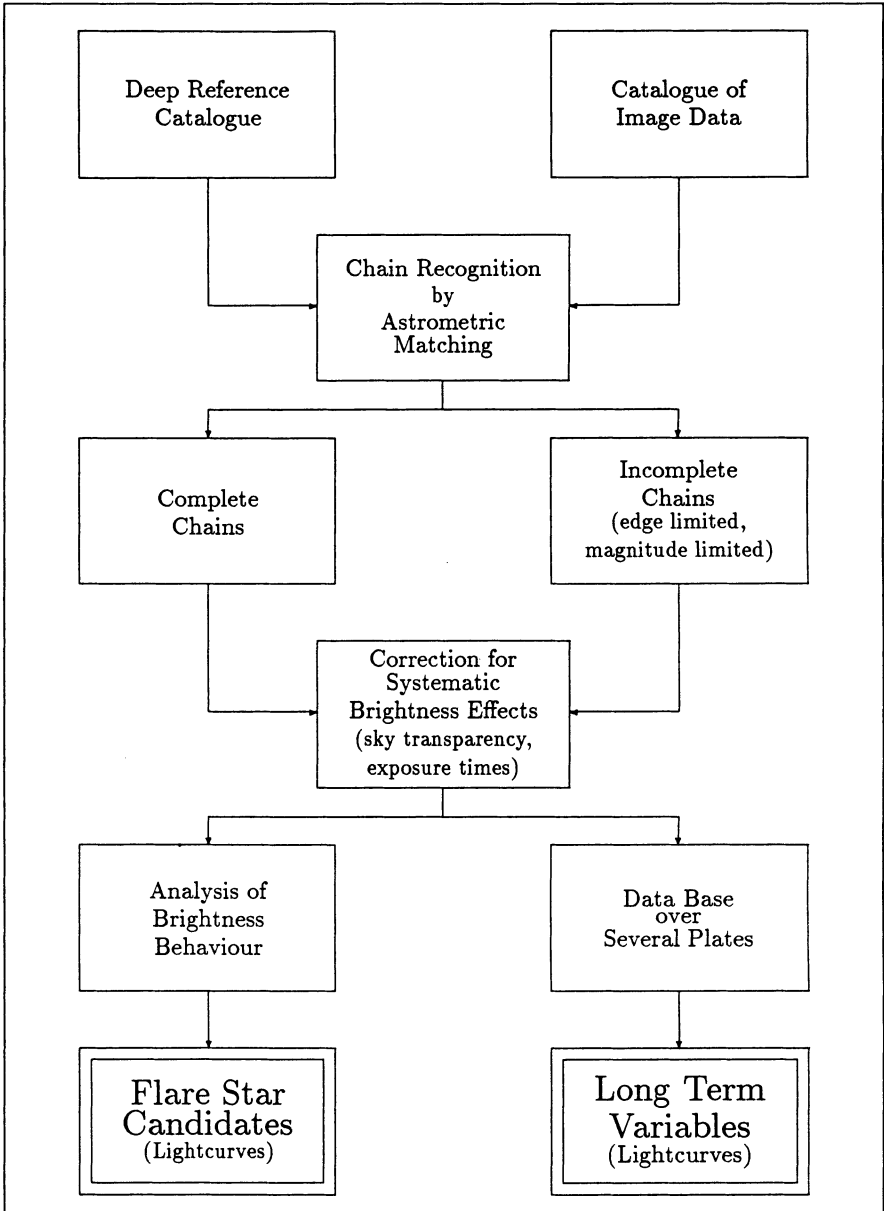 Deep Reference
Catalogue
Catalogue of
Image Data
Chain Recognition
by
Astrometric
Matching
Complete
Chains
Incomplete
Chains
(edge limited,
magnitude limited)
Correction for
Systematic
Brightness Effects
(sky transparency,
exposure times)
Analysis of
Brightness
Behaviour
Data Base
over
Several Plates
Flare Star
Candidates
(Lightcurves)
Long Term
Variables
(Lightcurves)